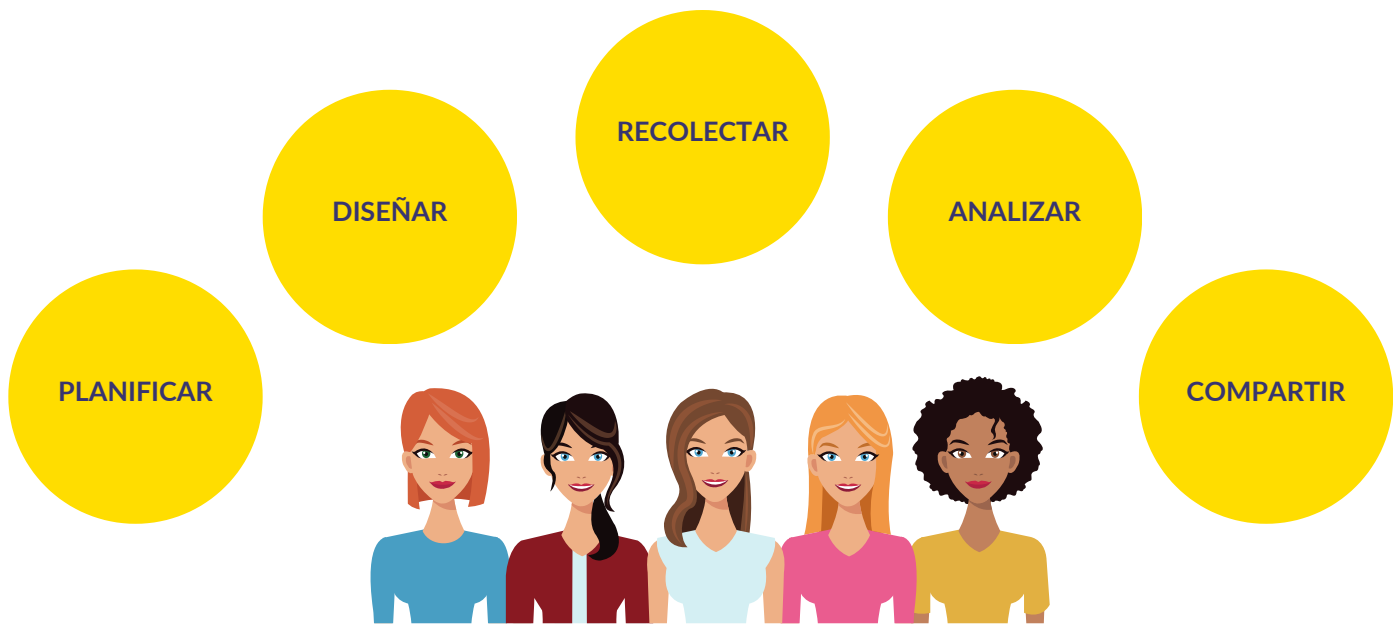 PLANIFICAR
DISEÑAR
RECOLECTAR
ANALIZAR
COMPARTIR